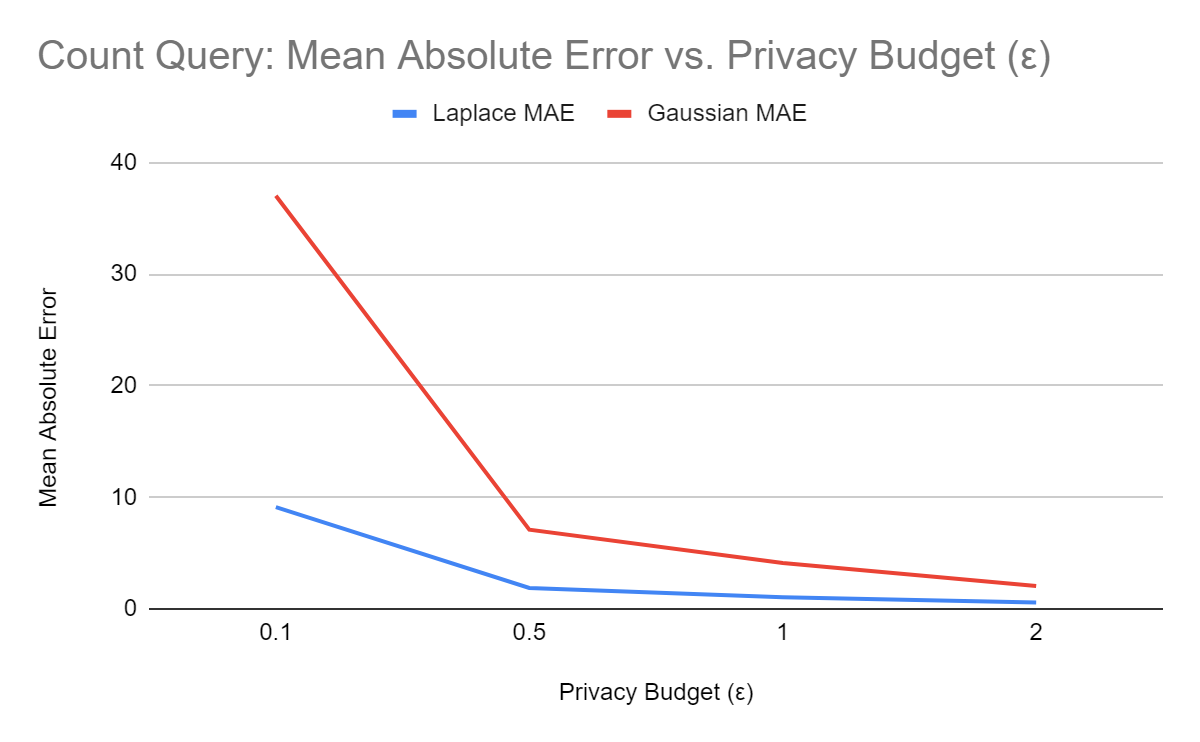 Count Query: Mean Absolute Error vs. Privacy Budget (ε)
Laplace MAE
Gaussian MAE
40
30
20
10
0
Mean Absolute Error
0.1
0.5
1
2
Privacy Budget (ε)